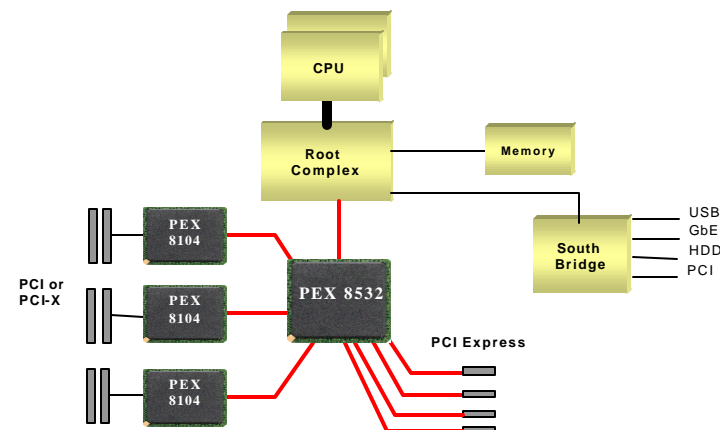 CPU
Root
Complex
Memory
South
Bridge
USB
GbE
HDD
PCI
PEX
8104
PCI or
PCI-X
PEX
8104
PEX
8104
PEX 8532
PCI Express